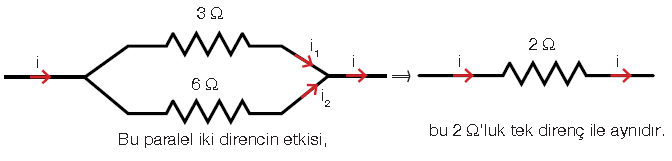 3 Ω
i
i₁
i
6 Ω
i₂
Bu paralel iki direncin etkisi,
⇒
i
2 Ω
i
bu 2 Ω'luk tek direnç ile aynıdır.